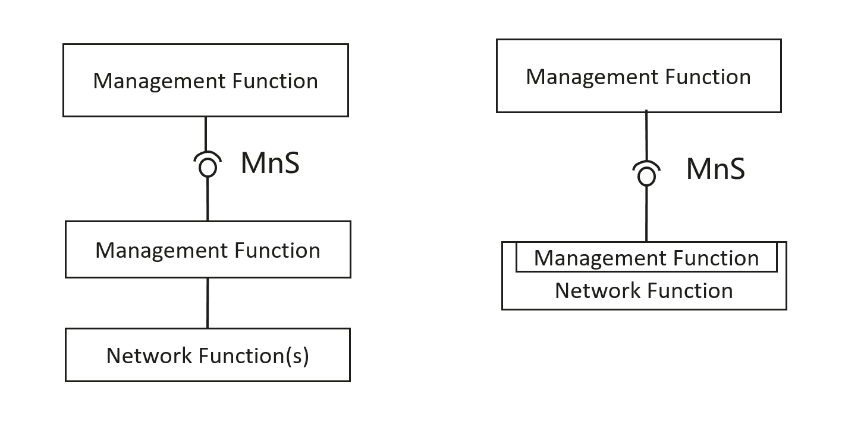 Management Function
MnS
Management Function
Network Function(s)
Management Function
MnS
Management Function
Network Function